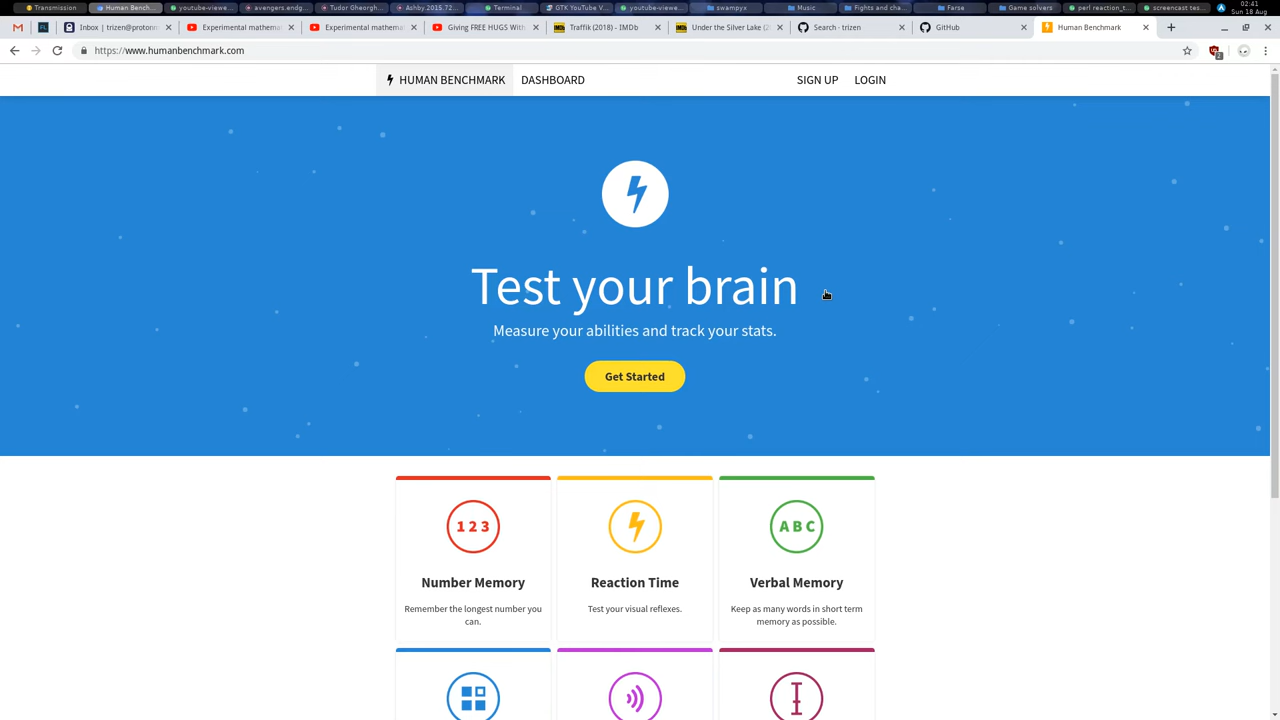 Transmission Human Bench... youtube-viewe... avengers.endg... Tudor Gheorgh... Ashby.2015.72... Terminal GTK YouTube V... youtube-viewe... swampyx Music Fights and cha... Farse Game solvers perl reaction_t... screencast tes... 02:41
Sun 18 Aug
Inbox | trizen@proton Experimental mathem Experimental mathem Giving FREE HUGS With Traffik (2018) - IMDb Under the Silver Lake (2 Search · trizen GitHub Human Benchmark
https://www.humanbenchmark.com
HUMAN BENCHMARK DASHBOARD SIGN UP LOGIN
Test your brain
Measure your abilities and track your stats.
Get Started
1 2 3 A B C
Number Memory Reaction Time Verbal Memory
Remember the longest number you Test your visual reflexes. Keep as many words in short term
can. memory as possible.